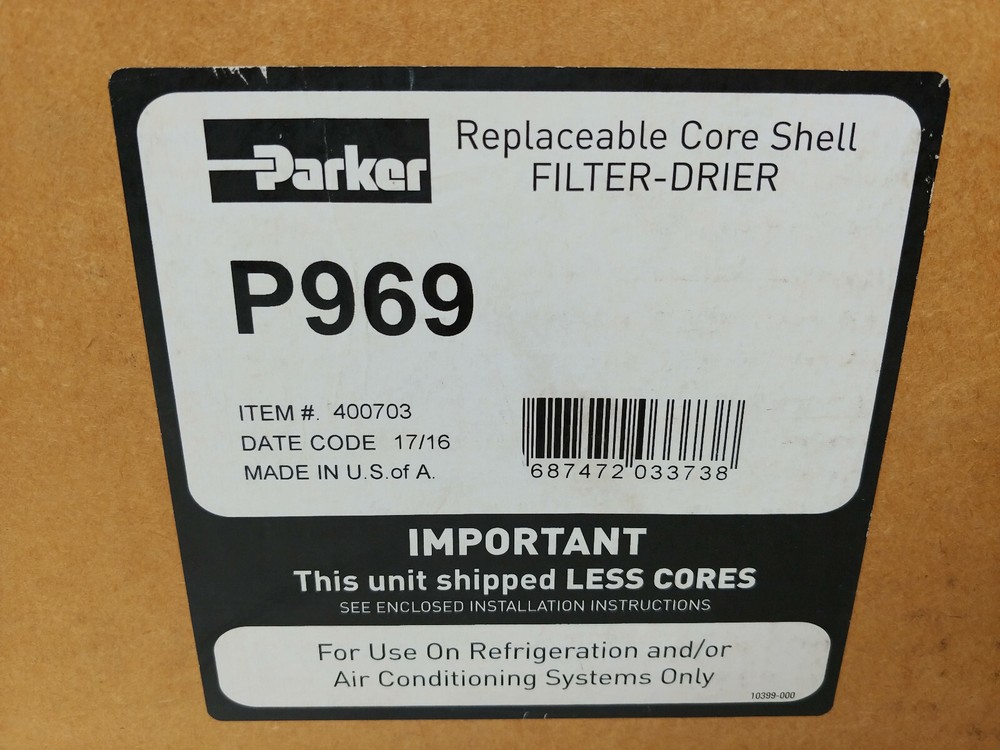 Parker
Replaceable Core Shell
FILTER-DRIER
P969
ITEM #. 400703
DATE CODE 17/16
MADE IN U.S.of A.
687472 033738
IMPORTANT
This unit shipped LESS CORES
SEE ENCLOSED INSTALLATION INSTRUCTIONS
For Use On Refrigeration and/or
Air Conditioning Systems Only
10399-000